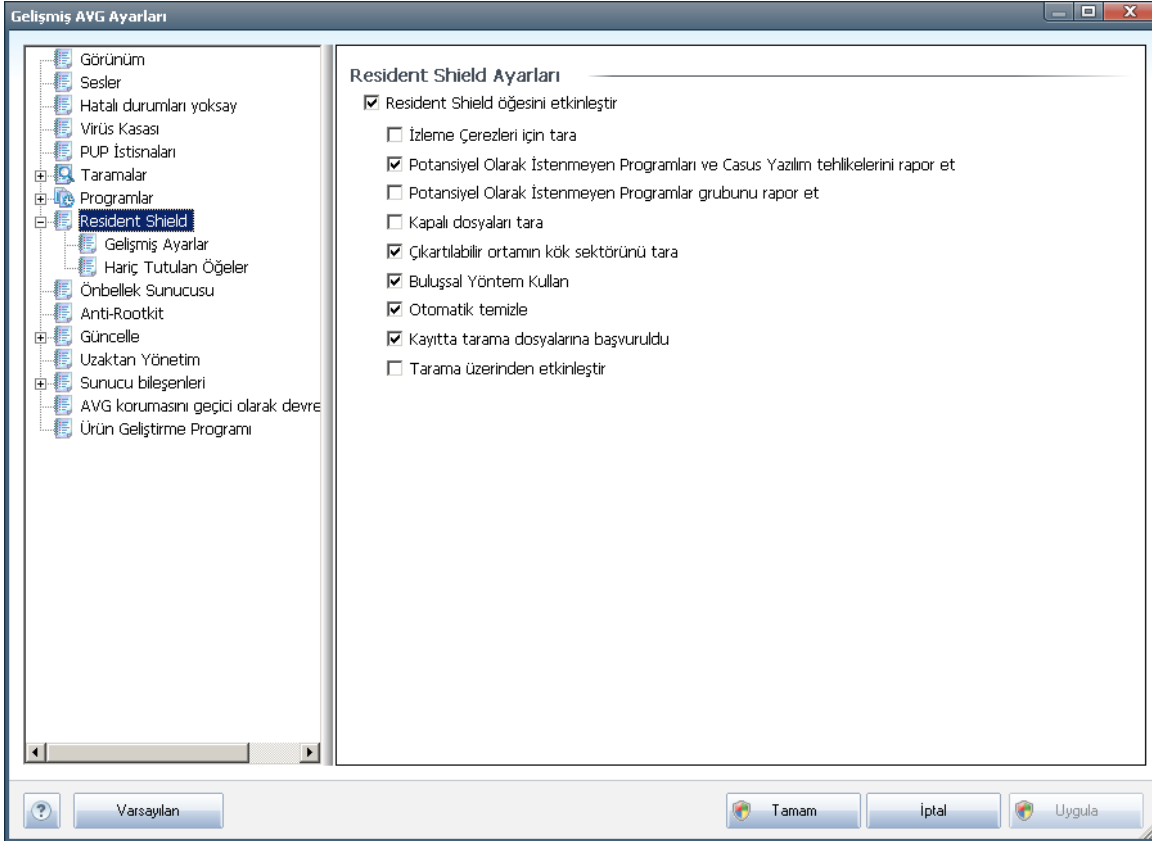 Gelişmiş AVG Ayarları
Görünüm
Sesler
Hatalı durumları yoksay
Virüs Kasası
PUP İstisnaları
Taramalar
Programlar
Resident Shield
Gelişmiş Ayarlar
Hariç Tutulan Öğeler
Önbellek Sunucusu
Anti-Rootkit
Güncelle
Uzaktan Yönetim
Sunucu bileşenleri
AVG korumasını geçici olarak devre
Ürün Geliştirme Programı
Resident Shield Ayarları
Resident Shield öğesini etkinleştir
İzleme Çerezleri için tara
Potansiyel Olarak İstenmeyen Programları ve Casus Yazılım tehlikelerini rapor et
Potansiyel Olarak İstenmeyen Programlar grubunu rapor et
Kapalı dosyaları tara
Çıkartılabilir ortamın kök sektörünü tara
Buluşsal Yöntem Kullan
Otomatik temizle
Kayıtta tarama dosyalarına başvuruldu
Tarama üzerinden etkinleştir
? Varsayılan Tamam İptal Uygula